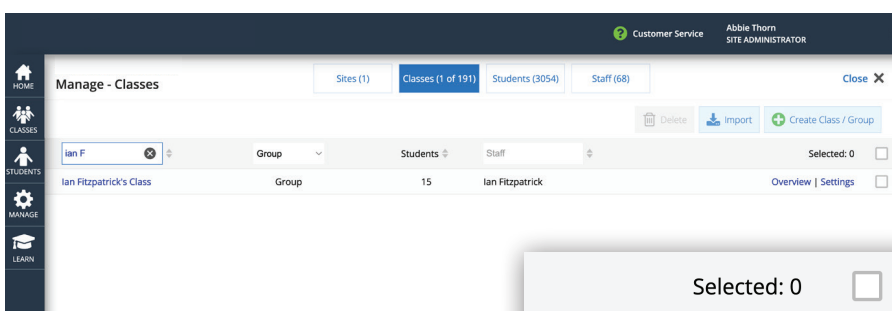 Customer Service
Abbie Thorn
SITE ADMINISTRATOR
HOME
CLASSES
STUDENTS
MANAGE
LEARN
Manage - Classes
Sites (1)
Classes (1 of 191)
Students (3054)
Staff (68)
Close
Delete
Import
Create Class / Group
ian F
Group
Students
Staff
Selected: 0
Ian Fitzpatrick's Class
Group
15
Ian Fitzpatrick
Overview | Settings
Selected: 0